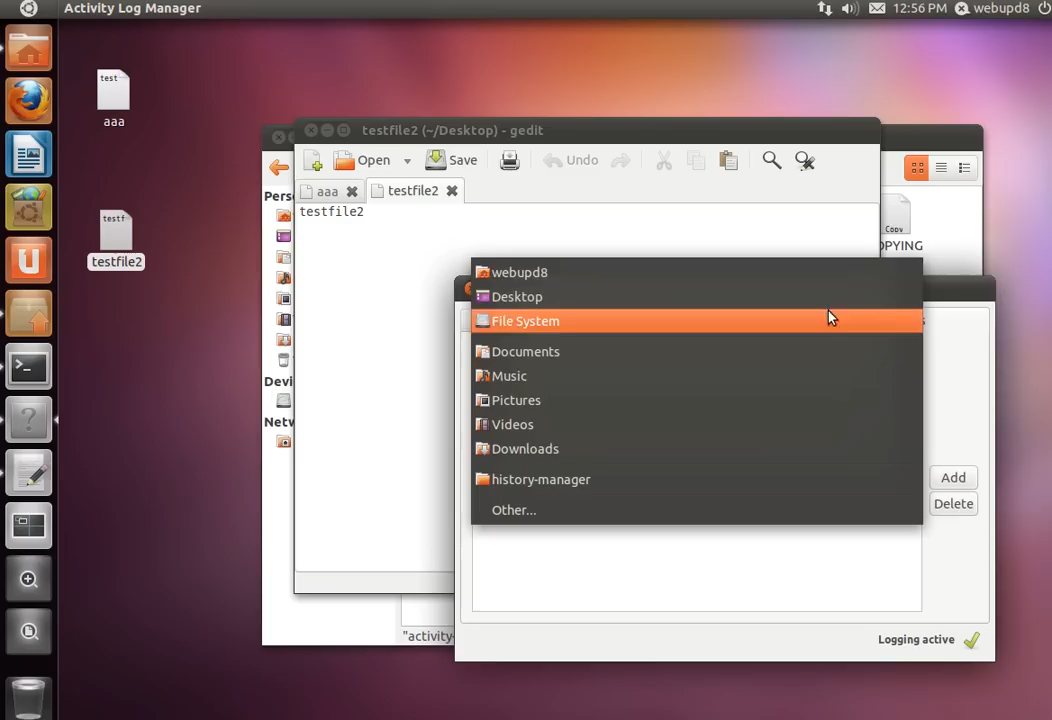 Activity Log Manager
12:56 PM
webupd8
test
aaa
testf
testfile2
testfile2 (~/Desktop) - gedit
Open
Save
Undo
aaa
testfile2
testfile2
Perso
Devi
Netw
Copy
OPYING
webupd8
Desktop
File System
Documents
Music
Pictures
Videos
Downloads
history-manager
Other...
Add
Delete
"activity-
Logging active